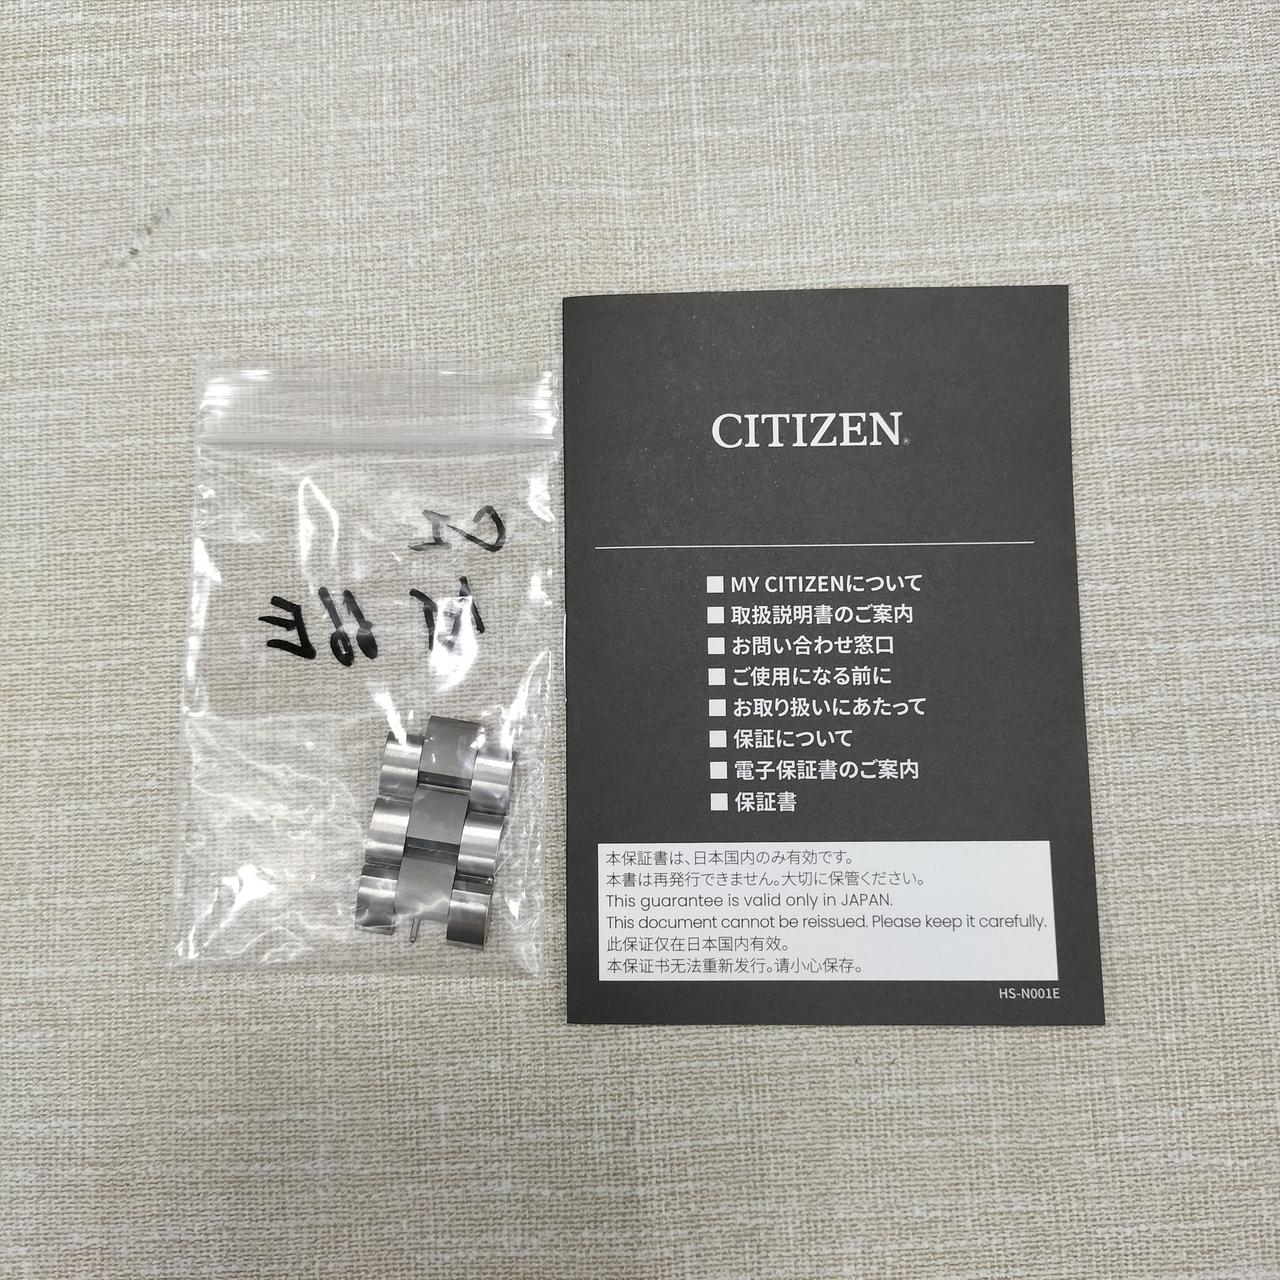 CITIZEN®
■ MY CITIZENについて
■ 取扱説明書のご案内
■ お問い合わせ窓口
■ ご使用になる前に
■ お取り扱いにあたって
■ 保証について
■ 電子保証書のご案内
■ 保証書
本保証書は、日本国内のみ有効です。
本書は再発行できません。大切に保管ください。
This guarantee is valid only in JAPAN.
This document cannot be reissued. Please keep it carefully.
此保证仅在日本国内有效。
本保证书无法重新发行。请小心保存。
HS-N001E